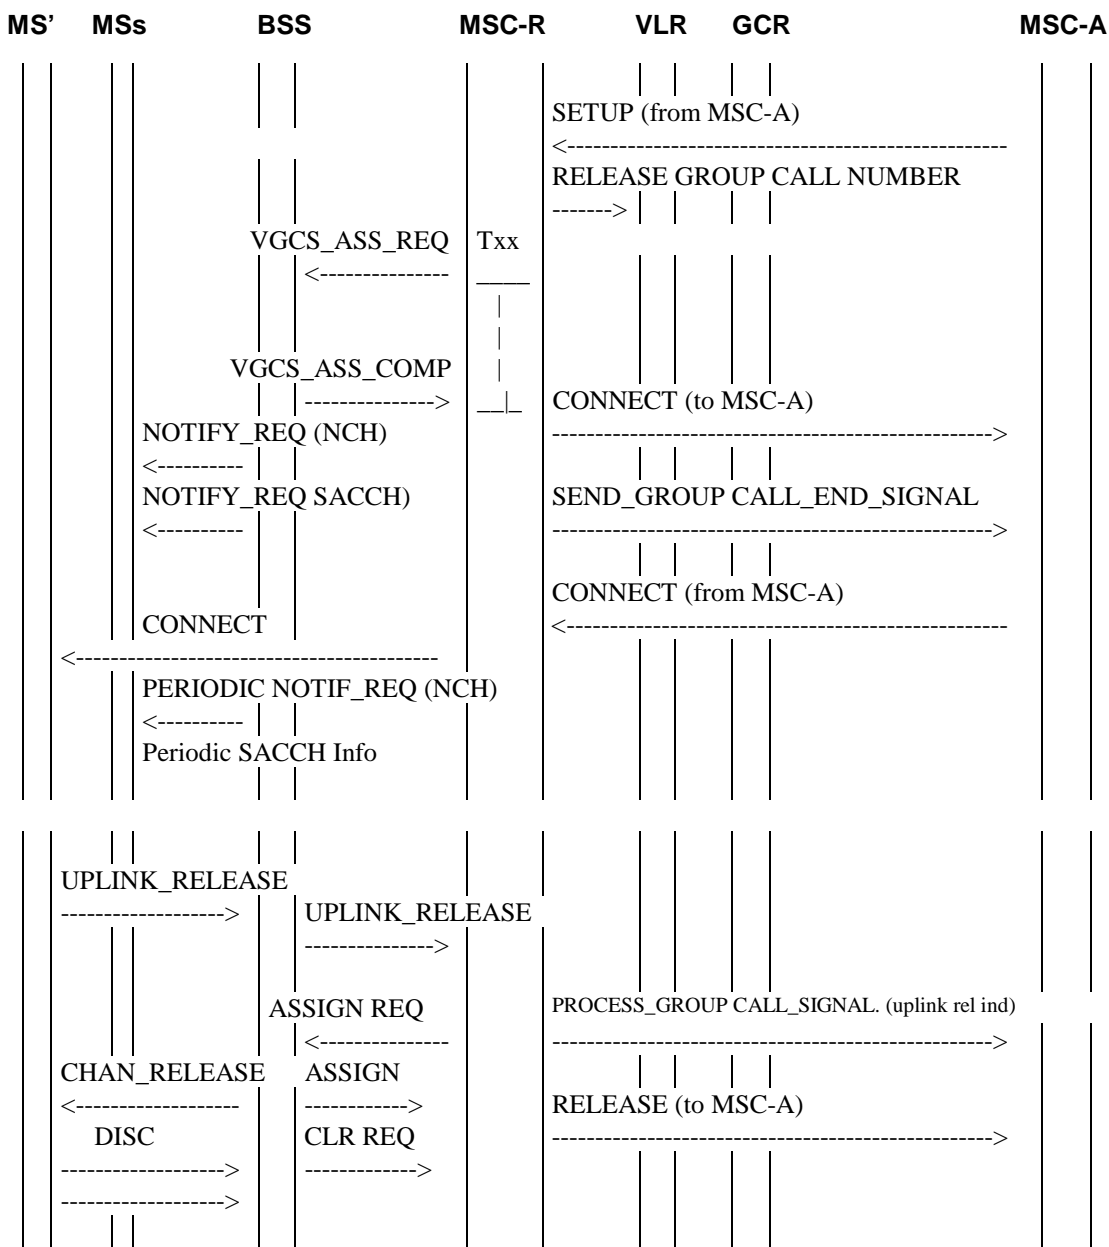 MS’ MSs BSS MSC-R VLR GCR MSC-A
SETUP (from MSC-A)
RELEASE GROUP CALL NUMBER
VGCS_ASS_REQ Txx
VGCS_ASS_COMP
CONNECT (to MSC-A)
NOTIFY_REQ (NCH)
NOTIFY_REQ SACCH) SEND_GROUP CALL_END_SIGNAL
CONNECT (from MSC-A)
CONNECT
PERIODIC NOTIF_REQ (NCH)
Periodic SACCH Info
UPLINK_RELEASE
UPLINK_RELEASE
ASSIGN REQ PROCESS_GROUP CALL_SIGNAL. (uplink rel ind)
CHAN_RELEASE ASSIGN
RELEASE (to MSC-A)
DISC CLR REQ